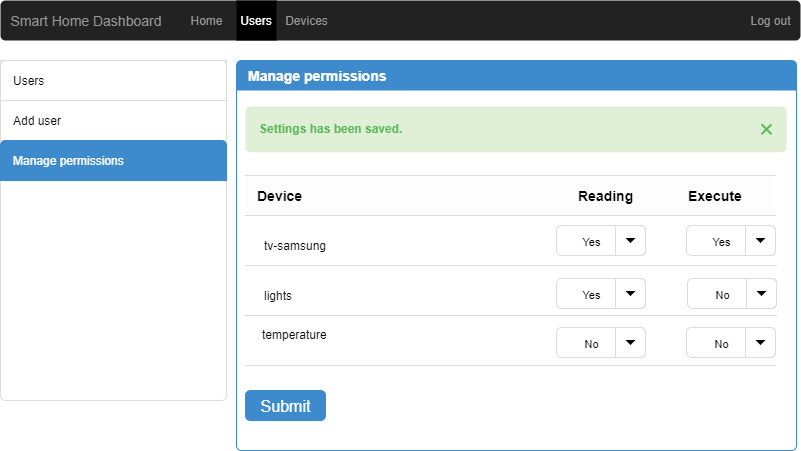 Smart Home Dashboard Home Users Devices Log out
Users
Add user
Manage permissions
Manage permissions
Settings has been saved.
Device Reading Execute
tv-samsung Yes Yes
lights Yes No
temperature No No
Submit